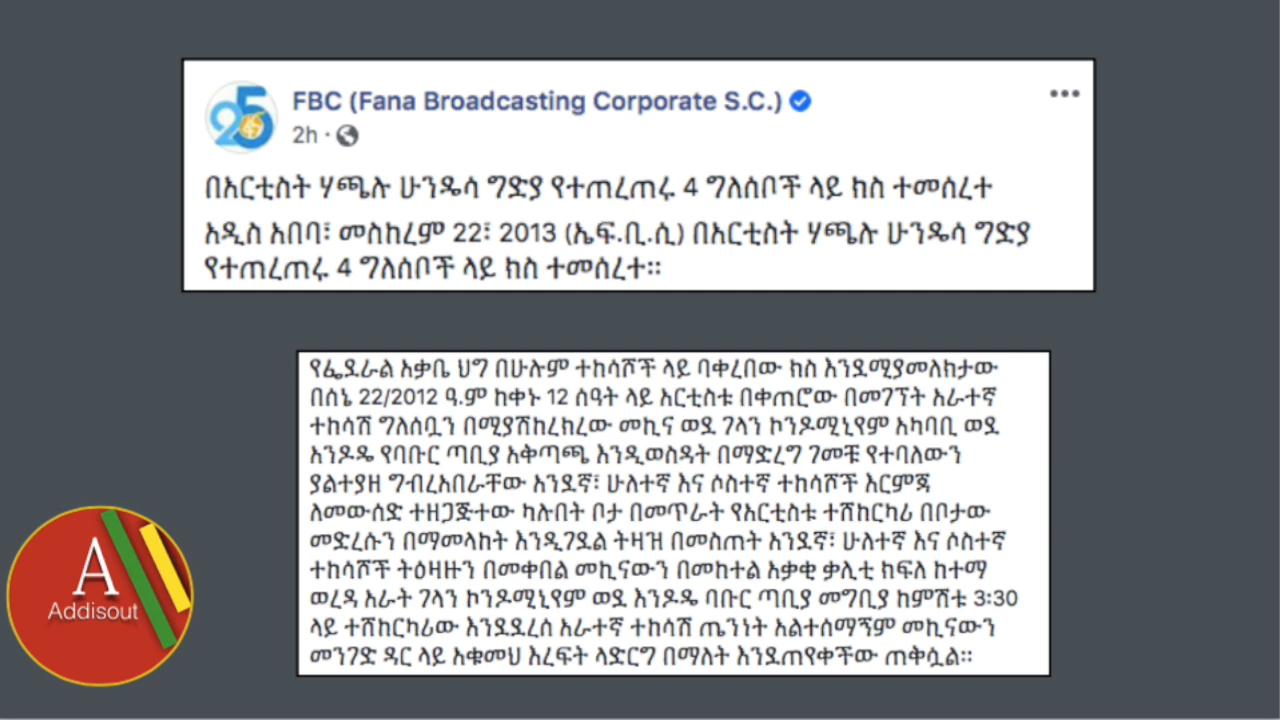 FBC (Fana Broadcasting Corporate S.C.)
2h ·
በአርቲስት ሃጫሉ ሁንዴሳ ግድያ የተጠረጠሩ 4 ግለሰቦች ላይ ክስ ተመሰረተ
አዲስ አበባ፣ መስከረም 22፣ 2013 (ኤፍ.ቢ.ሲ) በአርቲስት ሃጫሉ ሁንዴሳ ግድያ
የተጠረጠሩ 4 ግለሰቦች ላይ ክስ ተመሰረተ።
የፌደራል አቃቤ ህግ በሁሉም ተከሳሾች ላይ ባቀረበው ክስ እንደሚያመለክታው
በሰኔ 22/2012 ዓ.ም ከቀኑ 12 ሰዓት ላይ አርቲስቱ በቀጠሮው በመገኘት አራተኛ
ተከሳሽ ግለሰቧን በሚያሽከረክረው መኪና ወደ ገላን ኮንዶሚኒየም አካባቢ ወደ
እንዶዴ የባቡር ጣቢያ አቅጣጫ እንዲወስዳት በማድረግ ገመቹ የተባለውን
ያልተያዘ ግብረአበራቸው አንደኛ፣ ሁለተኛ እና ሶስተኛ ተከሳሾች እርምጃ
ለመውሰድ ተዘጋጅተው ካሉበት ቦታ በመጥራት የአርቲስቱ ተሽከርካሪ በቦታው
መድረሱን በማመላከት እንዲገደል ትዛዝ በመስጠት አንደኛ፣ ሁለተኛ እና ሶስተኛ
ተከሳሾች ትዕዛዙን በመቀበል መኪናውን በመከተል አቃቂ ቃሊቲ ክፍለ ከተማ
ወረዳ አራት ገላን ኮንዶሚኒየም ወደ እንዶዴ ባቡር ጣቢያ መግቢያ ከምሽቱ 3:30
ላይ ተሽከርካሪው እንደደረሰ አራተኛ ተከሳሽ ጤንነት አልተሰማኝም መኪናውን
መንገድ ዳር ላይ አቁመህ እረፍት ላድርግ በማለት እንደጠየቀችው ጠቅሷል።
A
Addisout